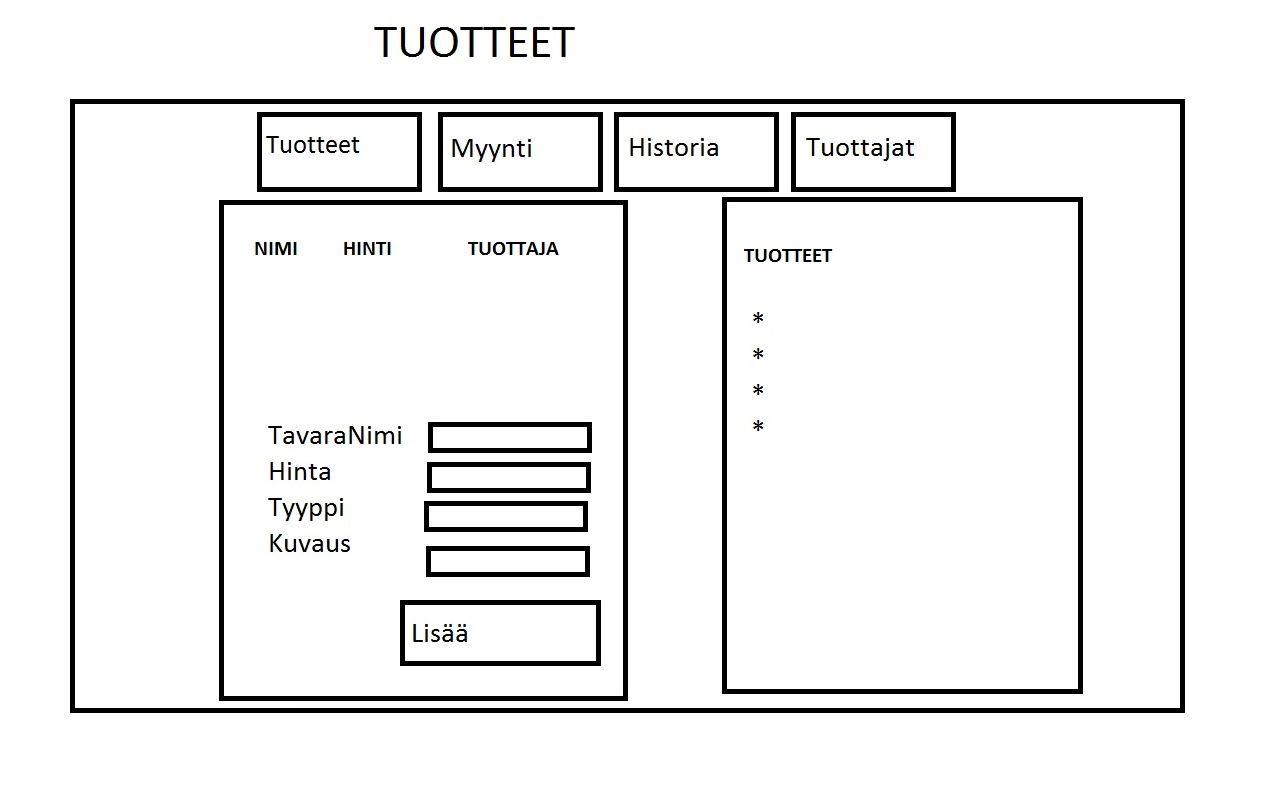 TUOTTEET
Tuotteet Myynti Historia Tuottajat
NIMI HINTI TUOTTAJA
TavaraNimi
Hinta
Tyyppi
Kuvaus
Lisää
TUOTTEET
*
*
*
*